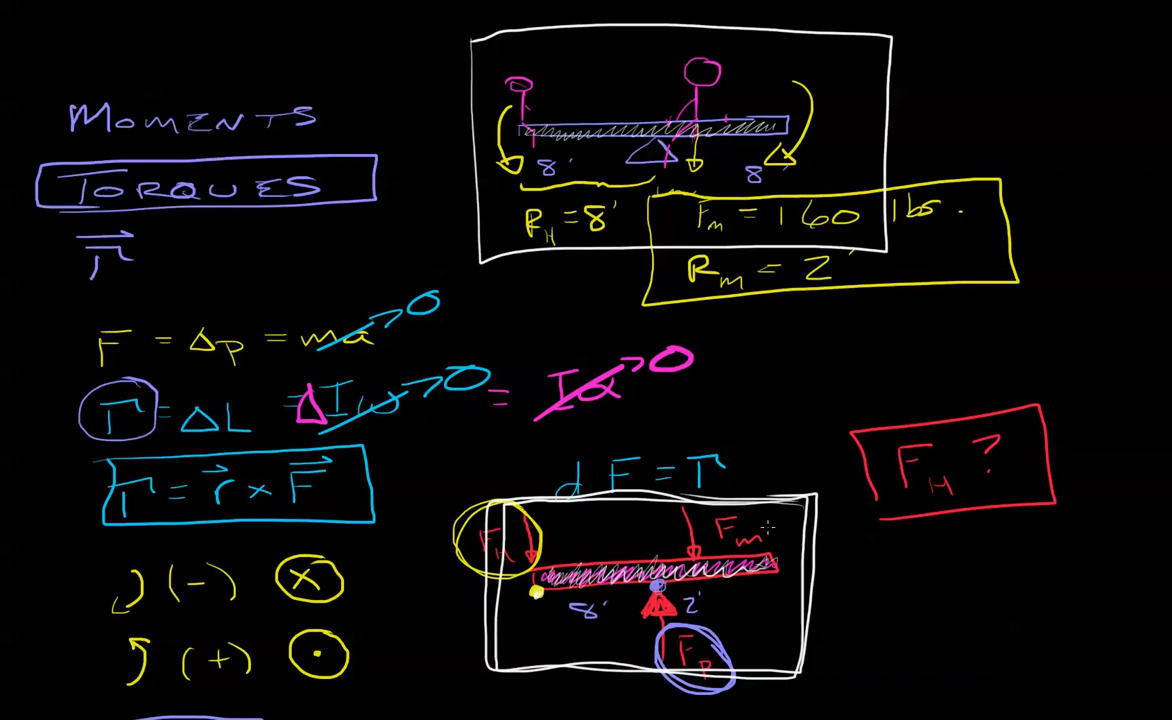 MOMENTS
TORQUES
τ
8'
8'
R_H = 8'
F_m = 160 lbs.
R_m = 2'
F = Δp = ma → 0
τ = ΔL = ΔIω → 0 = Iα → 0
τ = r × F
dF = τ
F_H ?
F_H
F_m
8'
2'
F_p
(-)
(+)